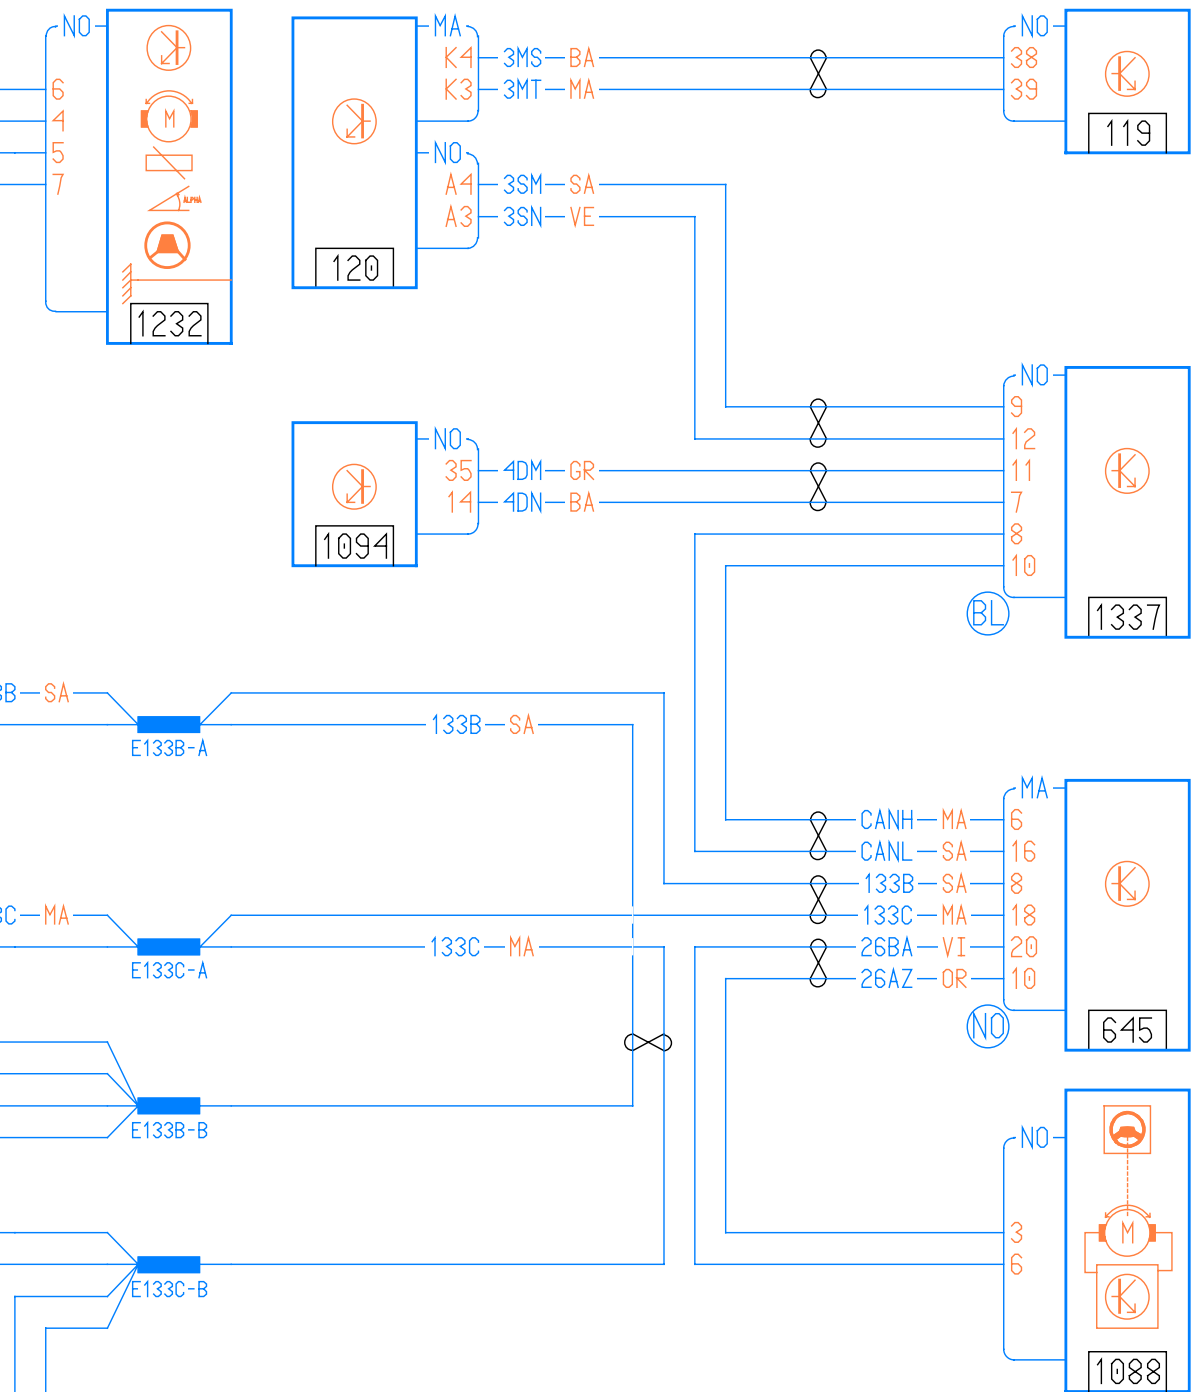 NO
6
4
5
7
M
ALPHA
1232
MA
K4 3MS BA
K3 3MT MA
NO
A4 3SM SA
A3 3SN VE
120
NO
38
39
119
NO
35 4DM GR
14 4DN BA
1094
NO
9
12
11
7
8
10
BL
1337
B SA
133B SA
E133B-A
MA
CANH MA 6
CANL SA 16
133B SA 8
133C MA 18
26BA VI 20
26AZ OR 10
NO
645
C MA
133C MA
E133C-A
E133B-B
E133C-B
NO
3
6
M
1088